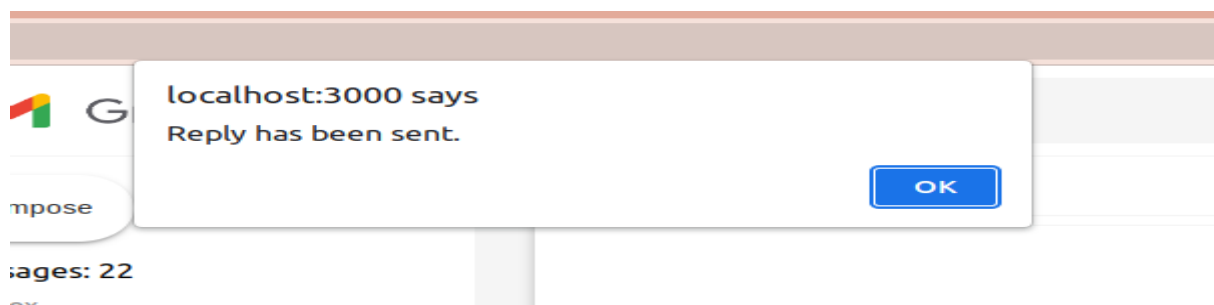 localhost:3000 says
G
Reply has been sent.
OK
mpose
sages: 22